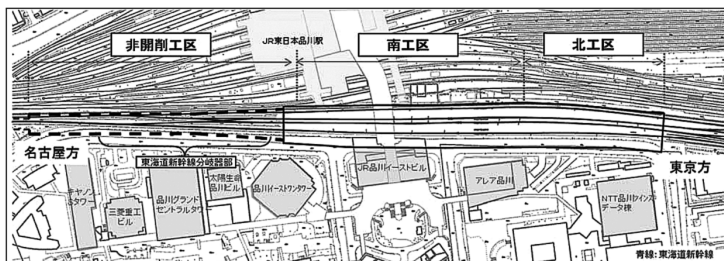 非開削工区
JR東日本品川駅
南工区
北工区
名古屋方
東海道新幹線分岐器部
東京方
キヤノン
Sタワー
三菱重工
ビル
品川グランド
セントラルタワー
太陽生命
品川ビル
品川イーストワンタワー
JR品川イーストビル
アレア品川
NTT品川ツインズ
データ棟
青線:東海道新幹線